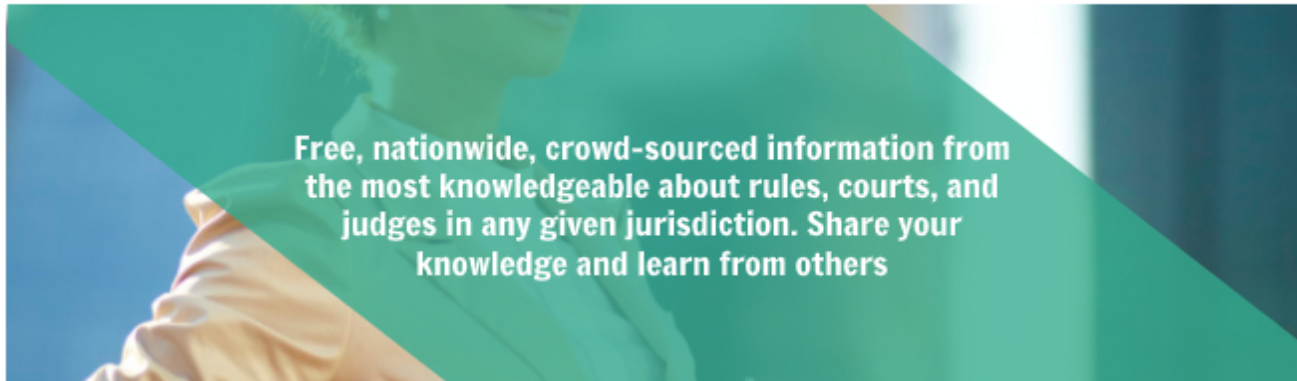 Free, nationwide, crowd-sourced information from
the most knowledgeable about rules, courts, and
judges in any given jurisdiction. Share your
knowledge and learn from others